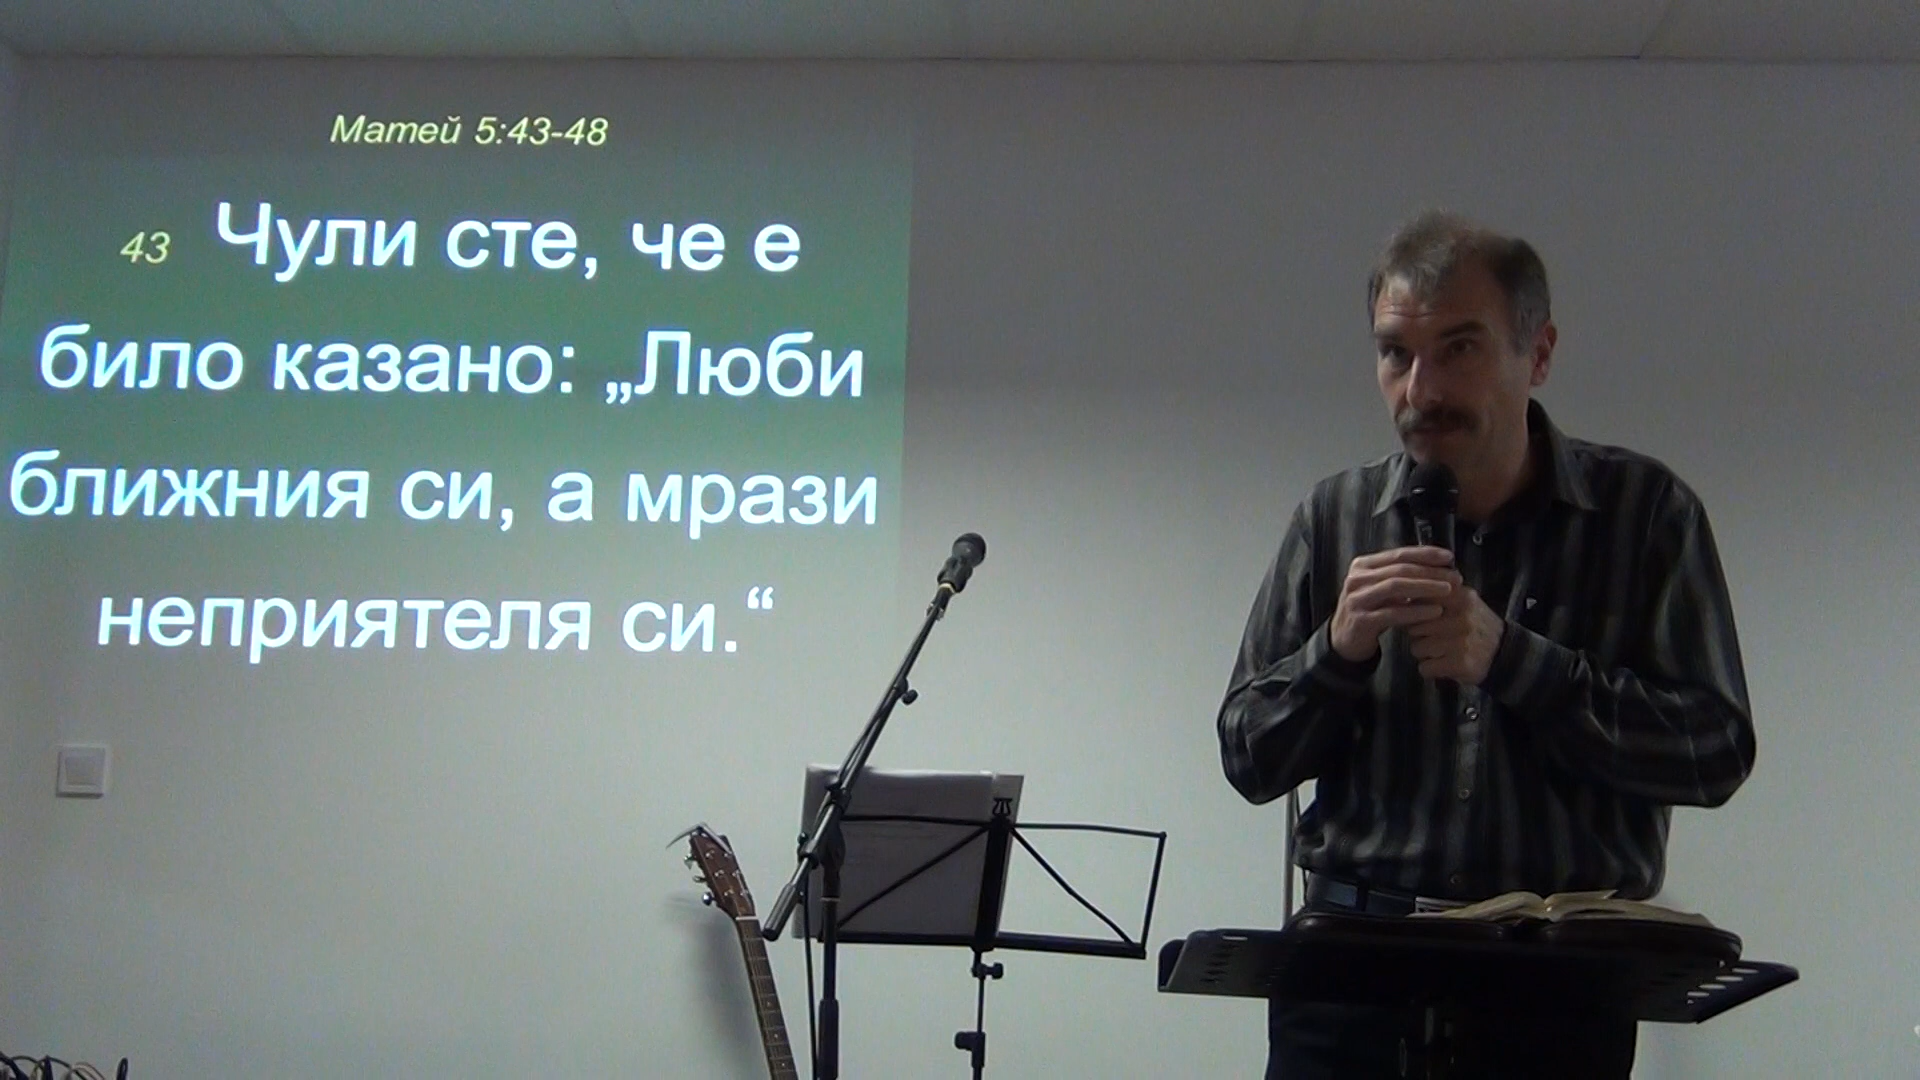 Матей 5:43-48
43 Чули сте, че е
било казано: „Люби
ближния си, а мрази
неприятеля си.“